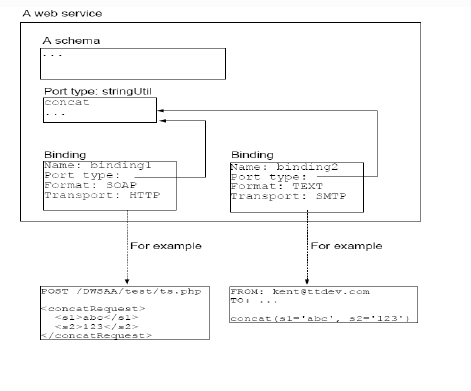 A web service
A schema
...
Port type: stringUtil
concat
...
Binding
Name: binding1
Port type:
Format: SOAP
Transport: HTTP
Binding
Name: binding2
Port type:
Format: TEXT
Transport: SMTP
For example
For example
POST /DWSAA/test/ts.php
<concatRequest>
<s1>abc</s1>
<s2>123</s2>
</concatRequest>
FROM: kent@ttdev.com
TO: ...
concat(s1='abc', s2='123')